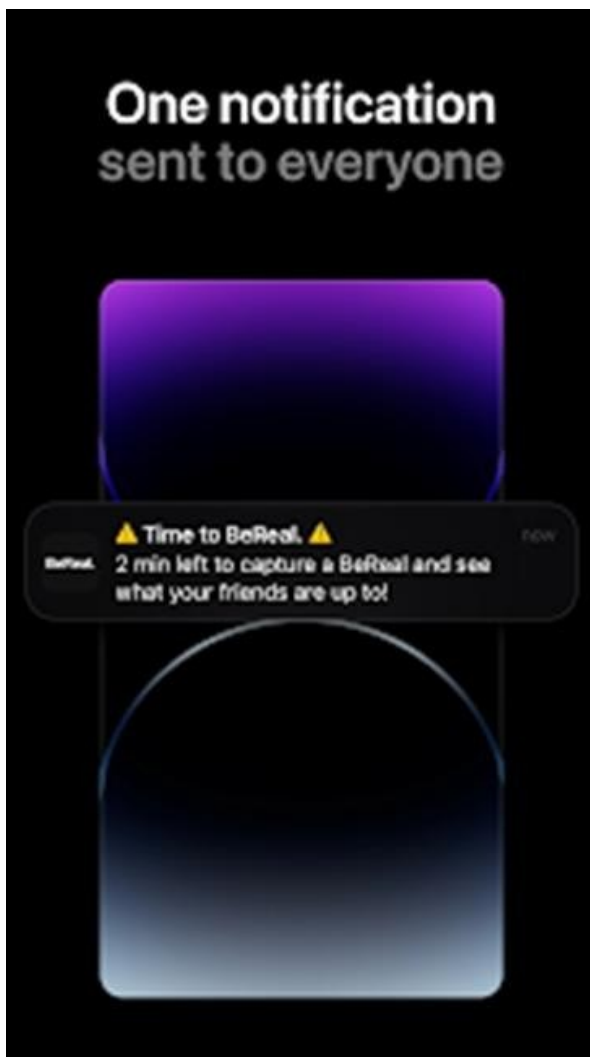 One notification
sent to everyone
⚠️ Time to BeReal. ⚠️
now
BeReal.
2 min left to capture a BeReal and see
what your friends are up to!